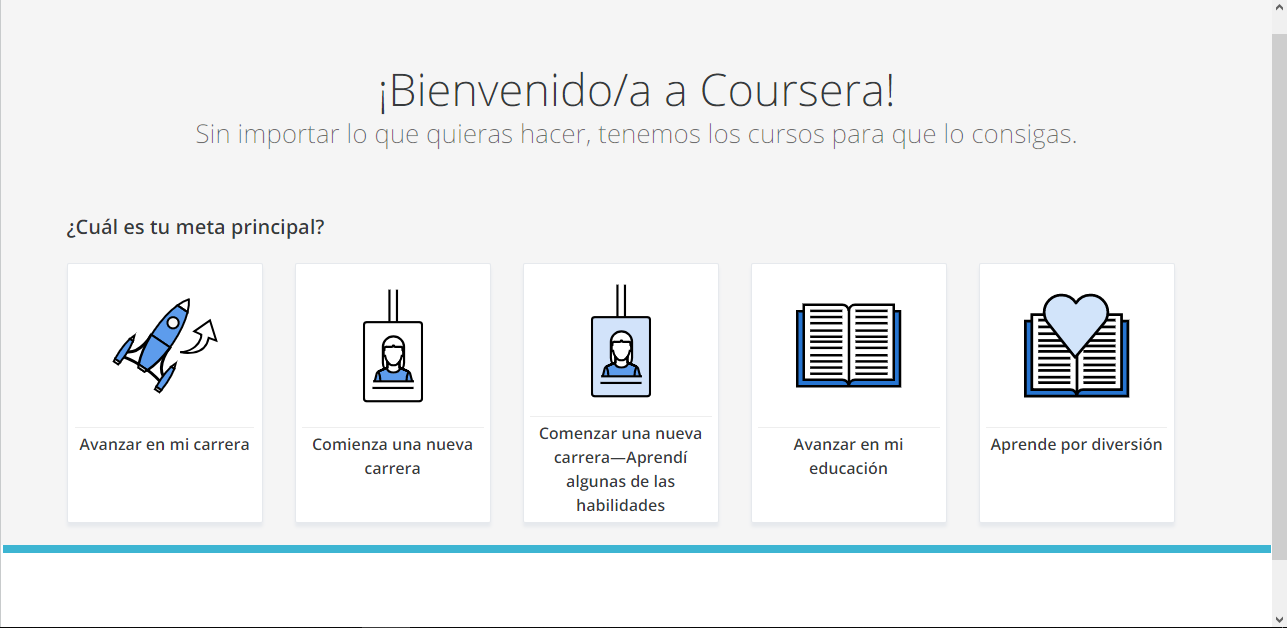 ¡Bienvenido/a a Coursera!
Sin importar lo que quieras hacer, tenemos los cursos para que lo consigas.
¿Cuál es tu meta principal?
Avanzar en mi carrera
Comienza una nueva
carrera
Comenzar una nueva
carrera—Aprendí
algunas de las
habilidades
Avanzar en mi
educación
Aprende por diversión